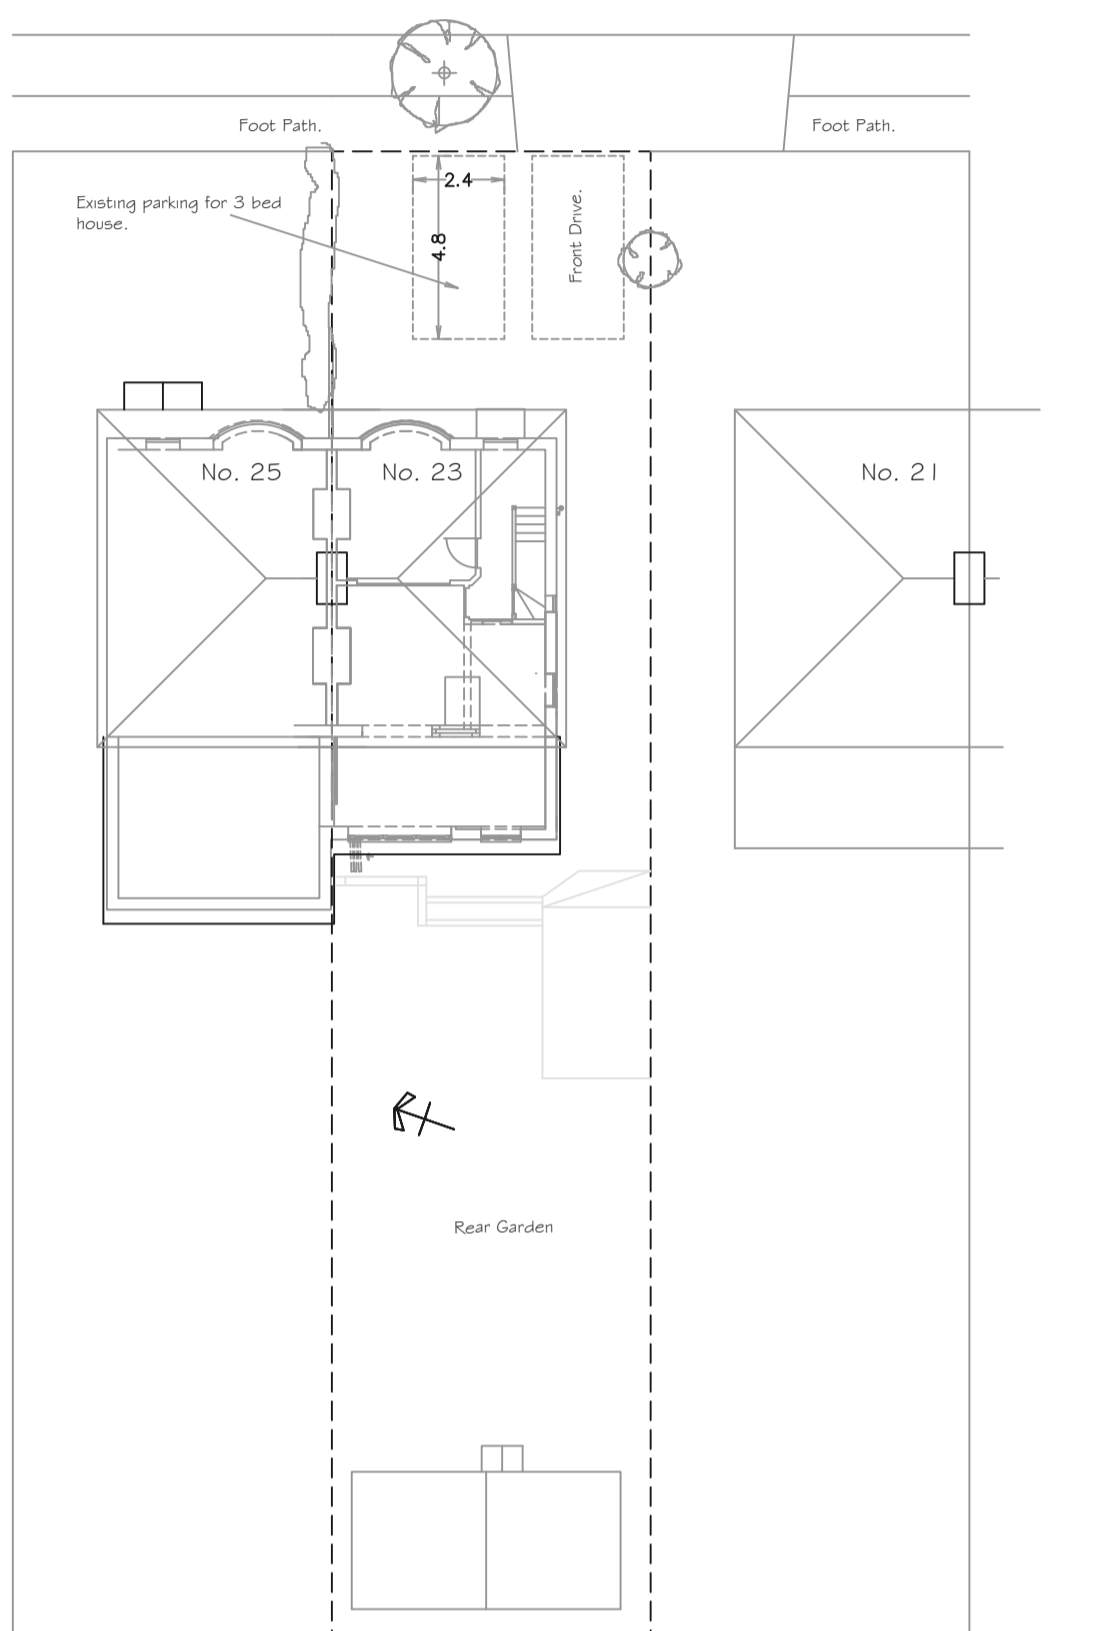 Foot Path.
Foot Path.
Existing parking for 3 bed
house.
2.4
4.8
Front Drive.
No. 25
No. 23
No. 21
Rear Garden